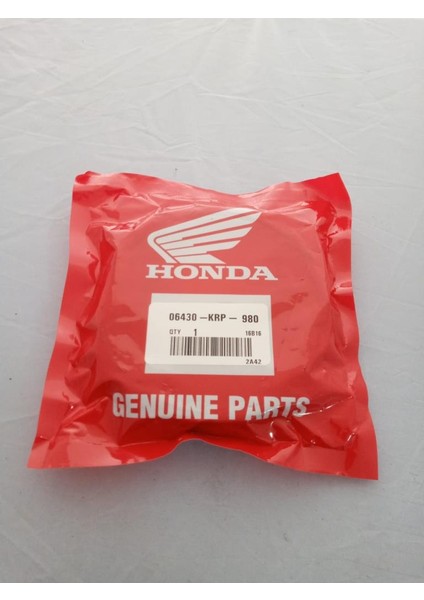 HONDA
06430-KRP-980
QTY 1 16B16
2A42
GENUINE PARTS